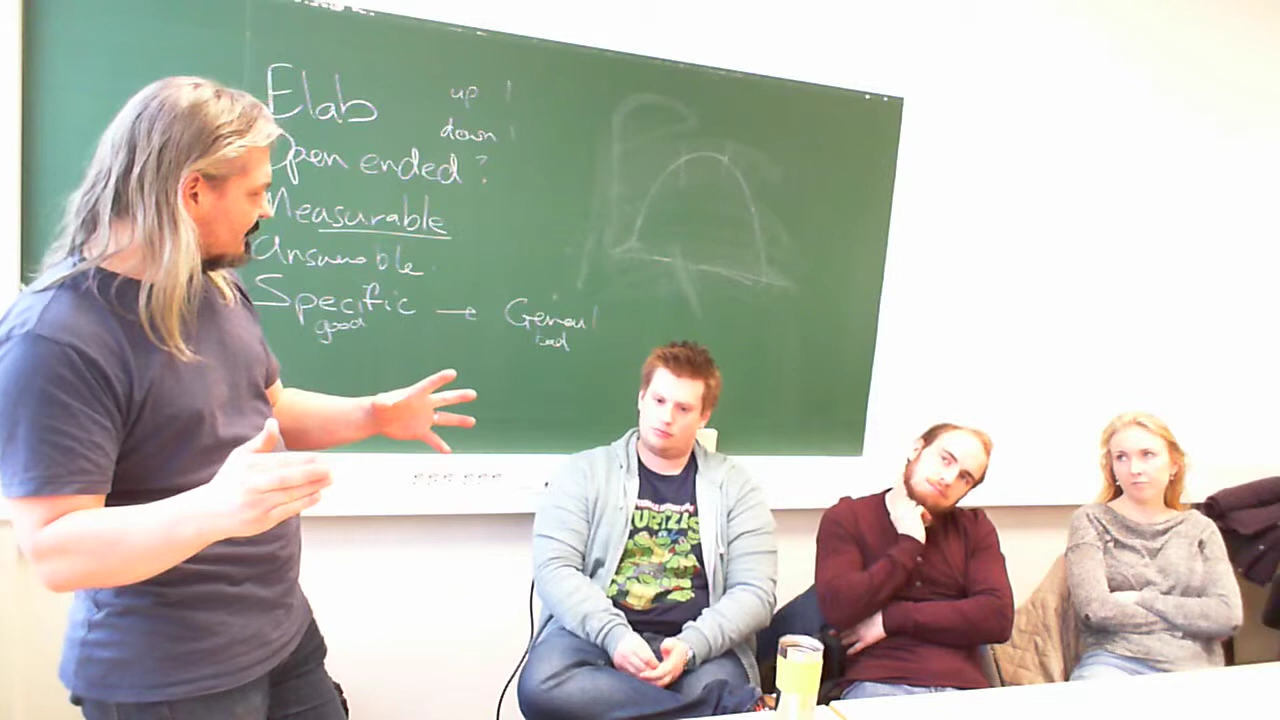 Elab
up !
down !
Open ended ?
Measurable
Answerable
Specific → General
good
bad
TURTLES